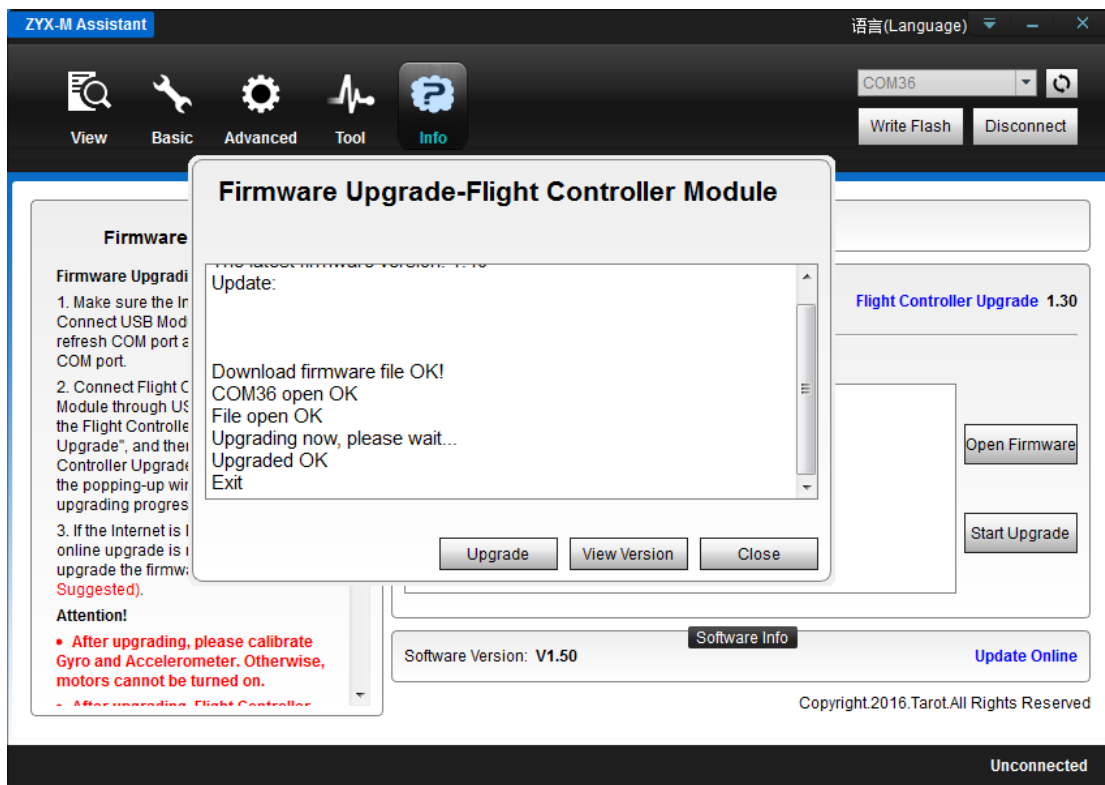 ZYX-M Assistant
语言(Language)
View
Basic
Advanced
Tool
Info
COM36
Write Flash
Disconnect
Firmware Upgrade-Flight Controller Module
Update:
Download firmware file OK!
COM36 open OK
File open OK
Upgrading now, please wait...
Upgraded OK
Exit
Upgrade
View Version
Close
Firmware
Firmware Upgradi
1. Make sure the
Connect USB Mod
refresh COM port
COM port.
2. Connect Flight
Module through
the Flight Controlle
Upgrade", and
Controller Upgrade
the popping-up
upgrading progres
3. If the Internet is
online upgrade is
upgrade the
Suggested).
Attention!
• After upgrading, please calibrate
Gyro and Accelerometer. Otherwise,
motors cannot be turned on.
• After upgrading, Flight Controller
Flight Controller Upgrade 1.30
Open Firmware
Start Upgrade
Software Info
Software Version: V1.50
Update Online
Copyright.2016.Tarot.All Rights Reserved
Unconnected